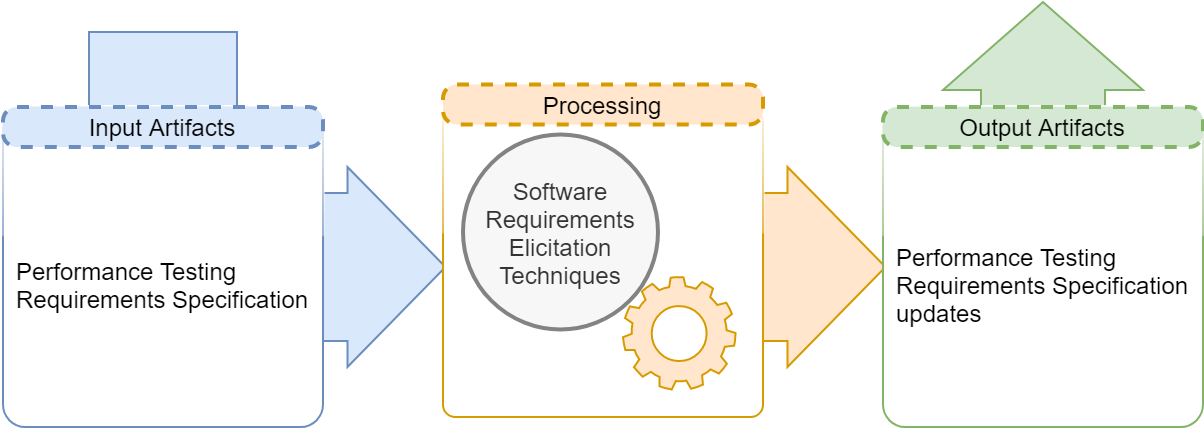 Input Artifacts
Performance Testing
Requirements Specification
Processing
Software
Requirements
Elicitation
Techniques
Output Artifacts
Performance Testing
Requirements Specification
updates